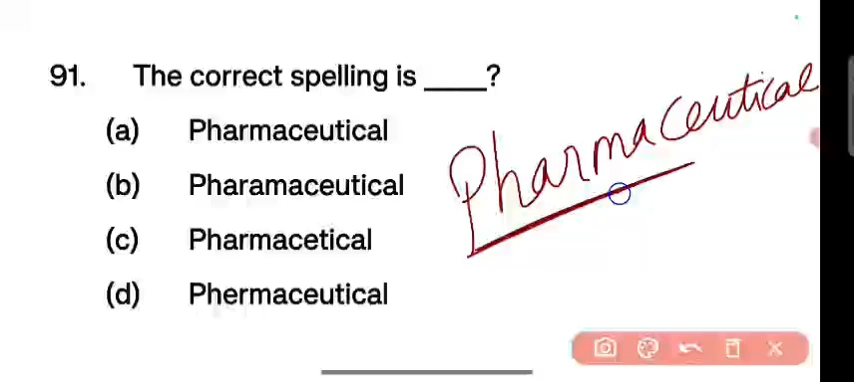 91. The correct spelling is ____?
(a) Pharmaceutical
(b) Pharamaceutical
(c) Pharmacetical
(d) Phermaceutical
Pharmaceutical